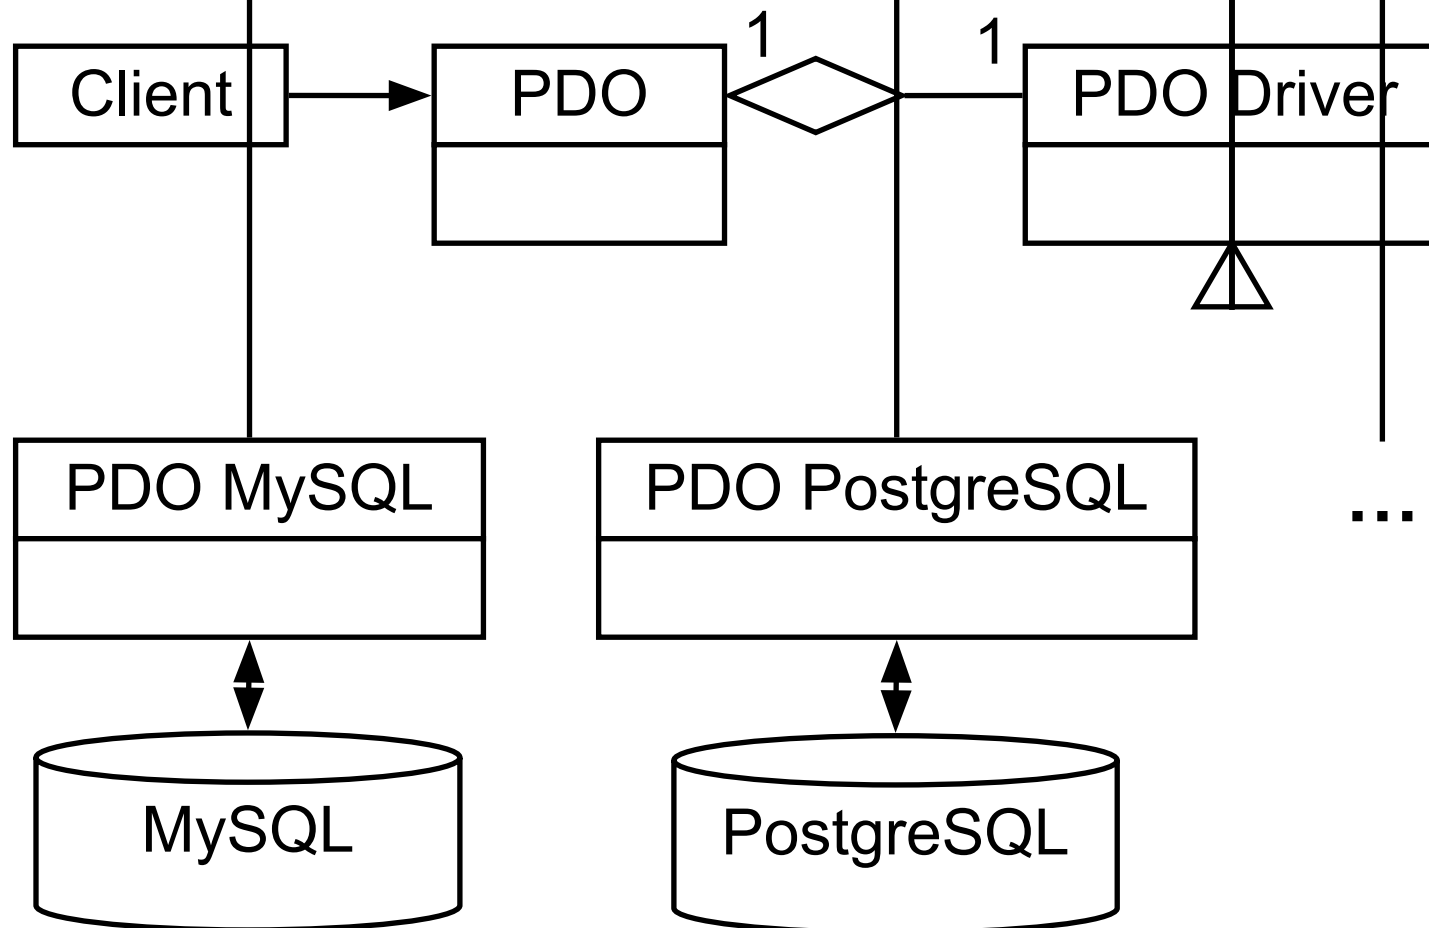 1
1
Client
PDO
PDO Driver
PDO MySQL
PDO PostgreSQL
...
MySQL
PostgreSQL